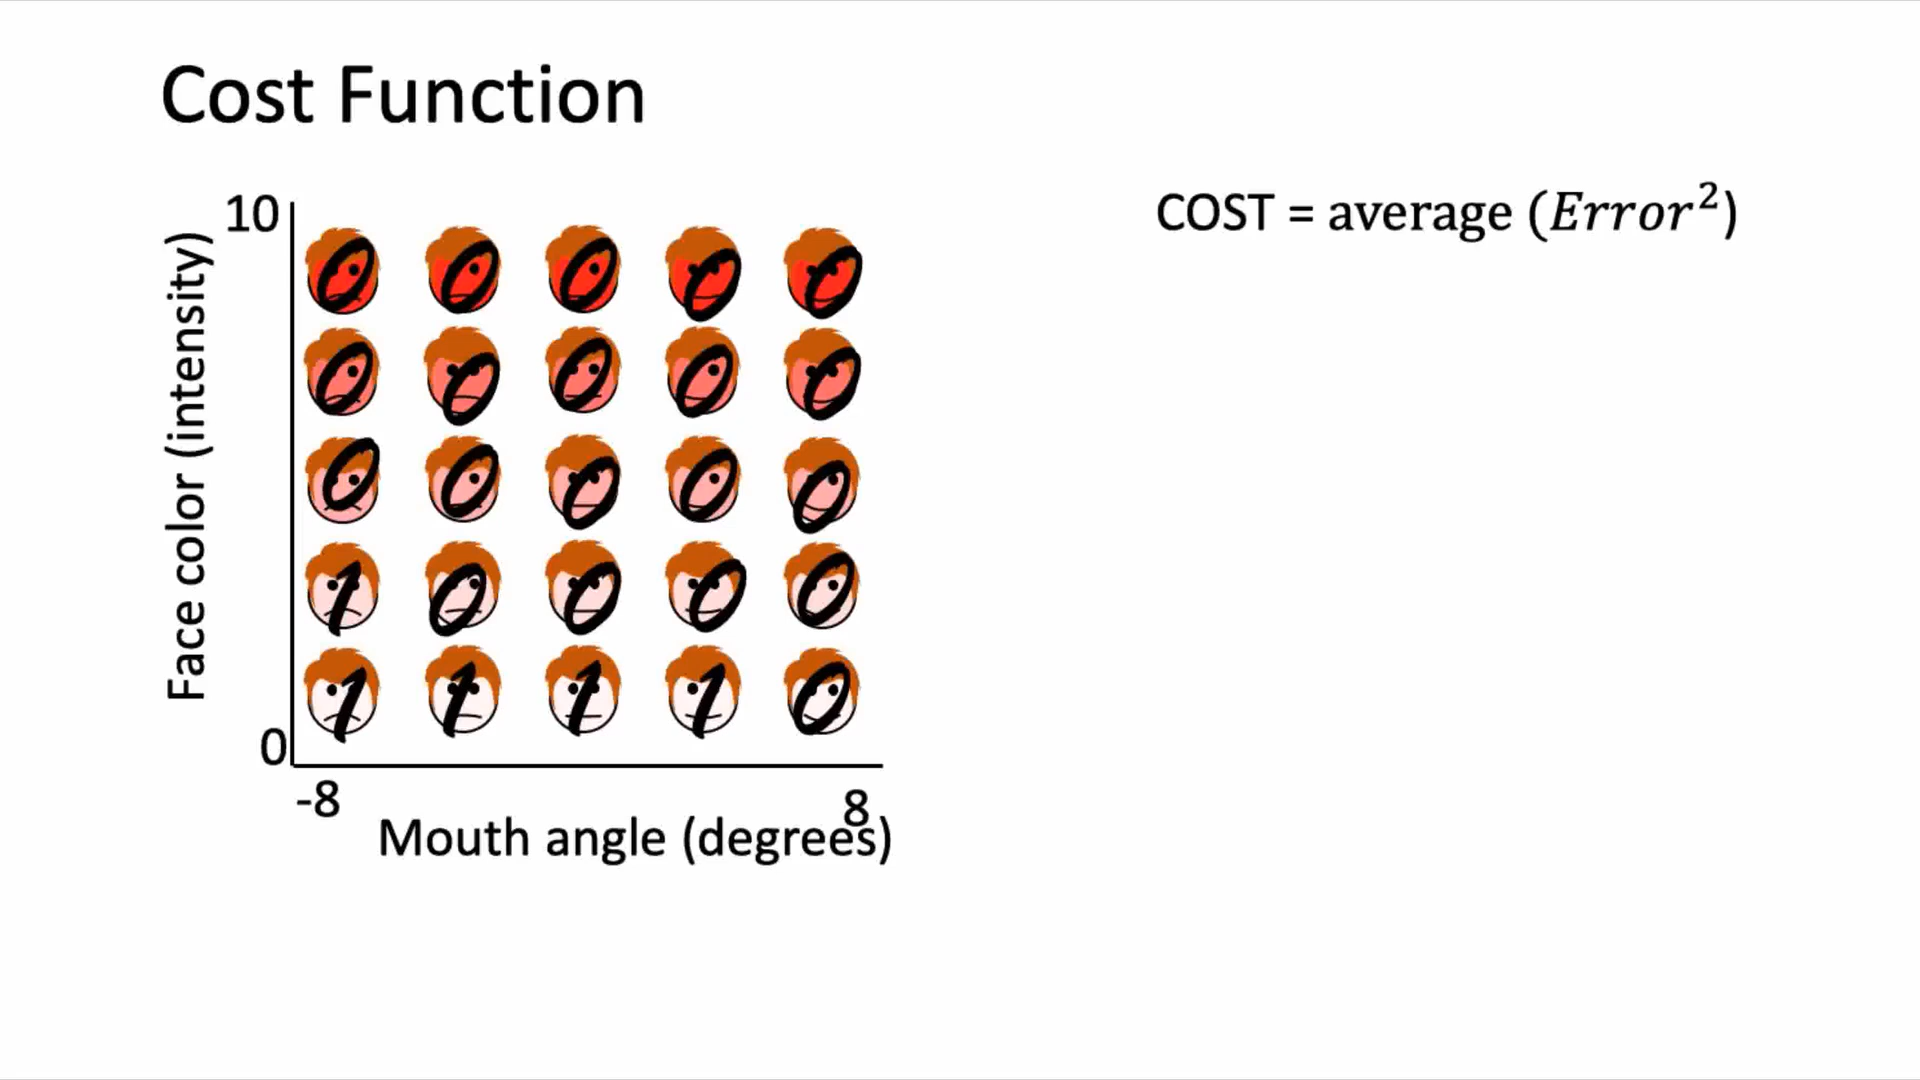 Cost Function
COST = average (Error²)
10
Face color (intensity)
0 0 0 0 0
0 0 0 0 0
0 0 0 0 0
1 0 0 0 0
1 1 1 1 0
0
-8
8
Mouth angle (degrees)